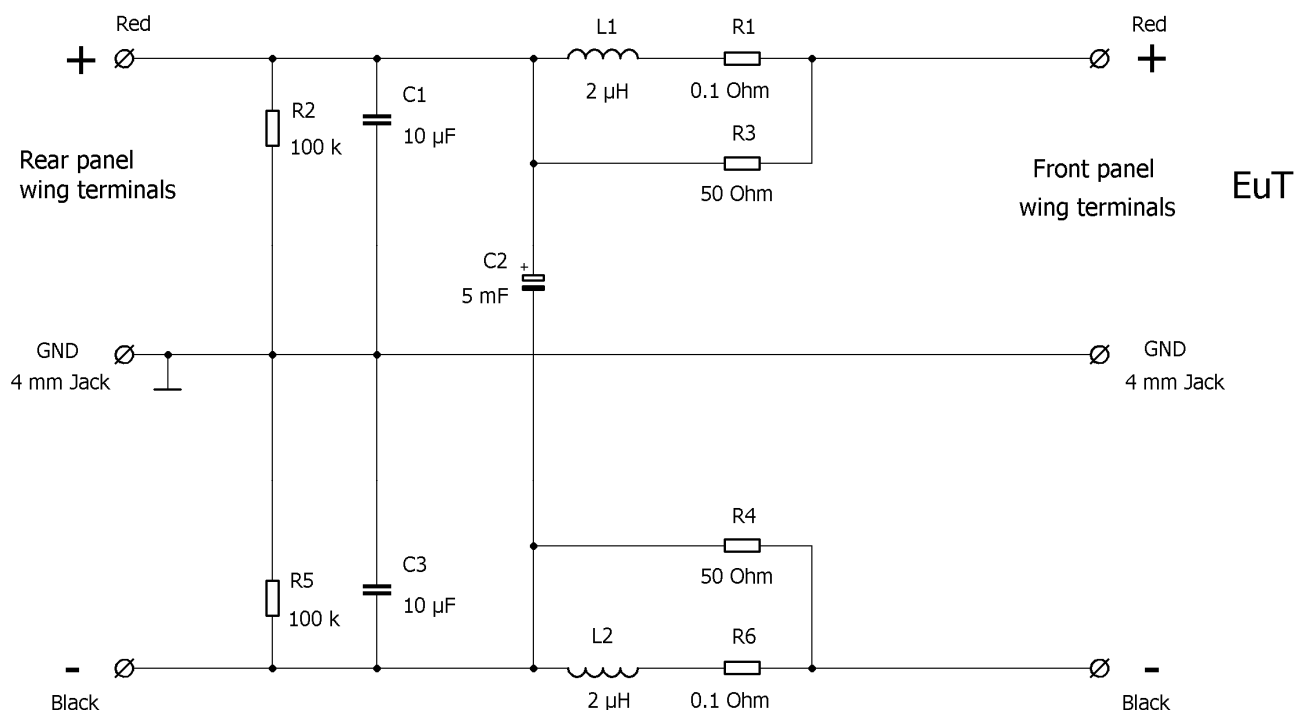 Red
+
L1
2 µH
R1
0.1 Ohm
Red
+
R2
100 k
C1
10 µF
R3
50 Ohm
Rear panel
wing terminals
Front panel
wing terminals
EuT
C2
+
5 mF
GND
4 mm Jack
GND
4 mm Jack
R4
50 Ohm
R5
100 k
C3
10 µF
L2
2 µH
R6
0.1 Ohm
-
Black
-
Black